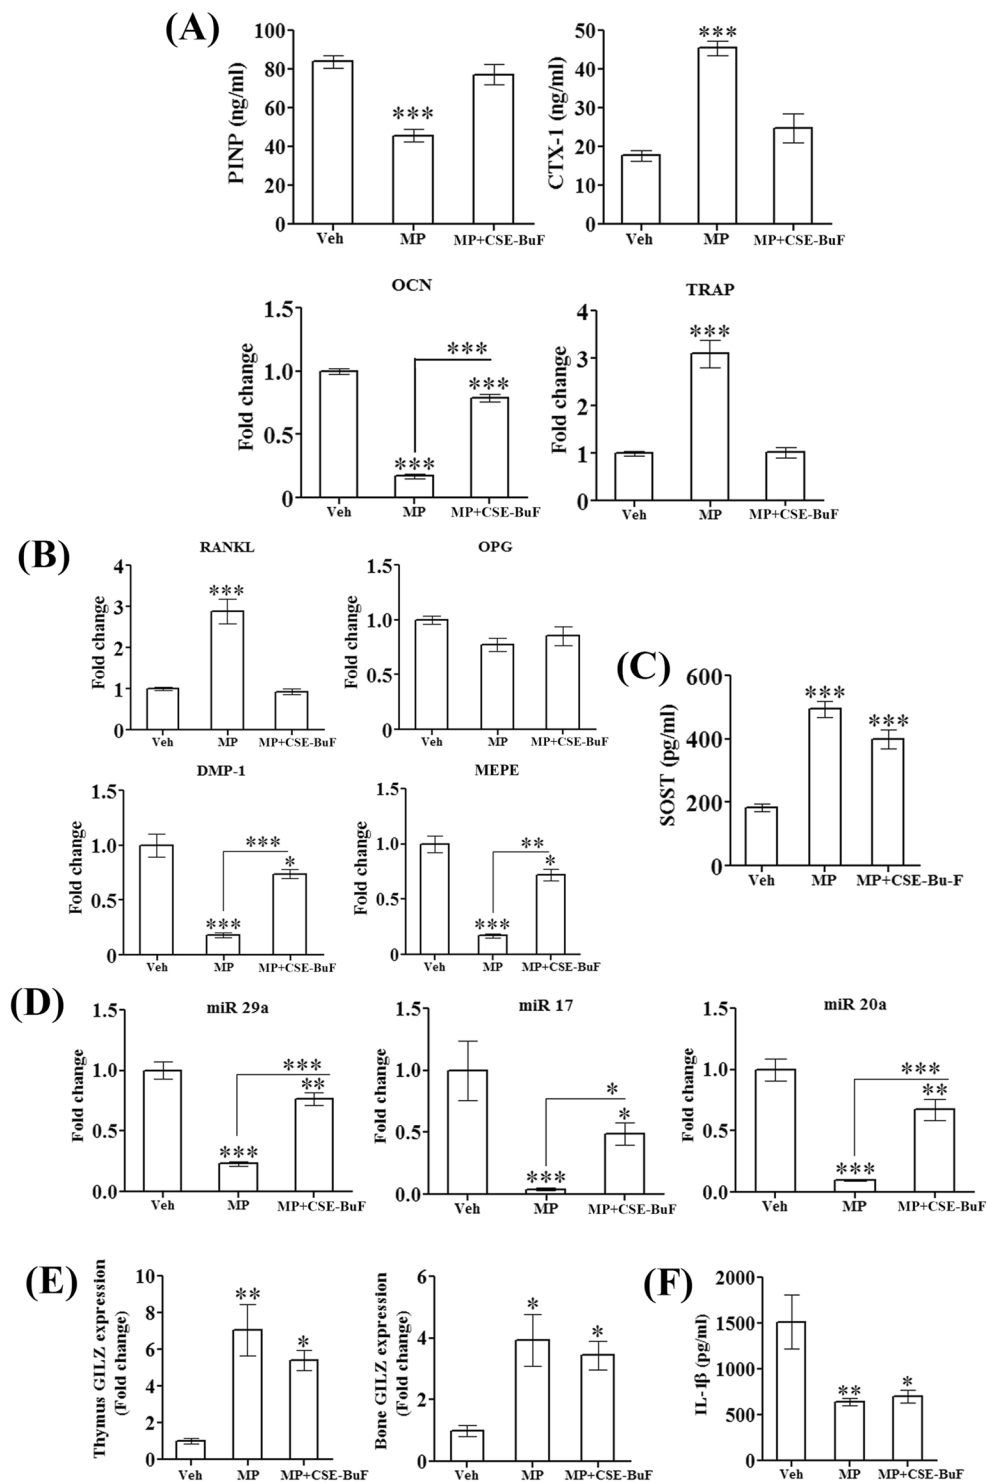 (A)
PINP (ng/ml)
100
80
60
40
20
0
***
Veh MP MP+CSE-BuF
CTX-1 (ng/ml)
50
40
30
20
10
0
***
Veh MP MP+CSE-BuF
OCN
Fold change
1.5
1.0
0.5
0
***
***
***
Veh MP MP+CSE-BuF
TRAP
Fold change
4
3
2
1
0
***
Veh MP MP+CSE-BuF
(B)
RANKL
Fold change
4
3
2
1
0
***
Veh MP MP+CSE-BuF
OPG
Fold change
1.5
1.0
0.5
0
Veh MP MP+CSE-BuF
DMP-1
Fold change
1.5
1.0
0.5
0
***
***
*
Veh MP MP+CSE-BuF
MEPE
Fold change
1.5
1.0
0.5
0
***
**
*
Veh MP MP+CSE-BuF
(C)
SOST (pg/ml)
600
400
200
0
***
***
Veh MP MP+CSE-Bu-F
(D)
miR 29a
Fold change
1.5
1.0
0.5
0.0
***
***
**
Veh MP MP+CSE-BuF
miR 17
Fold change
1.5
1.0
0.5
0.0
***
*
*
Veh MP MP+CSE-BuF
miR 20a
Fold change
1.5
1.0
0.5
0.0
***
***
**
Veh MP MP+CSE-BuF
(E)
Thymus GILZ expression
(Fold change)
10
8
6
4
2
0
**
*
Veh MP MP+CSE-BuF
Bone GILZ expression
(Fold change)
6
4
2
0
*
*
Veh MP MP+CSE-BuF
(F)
IL-1β (pg/ml)
2000
1500
1000
500
0
**
*
Veh MP MP+CSE-BuF